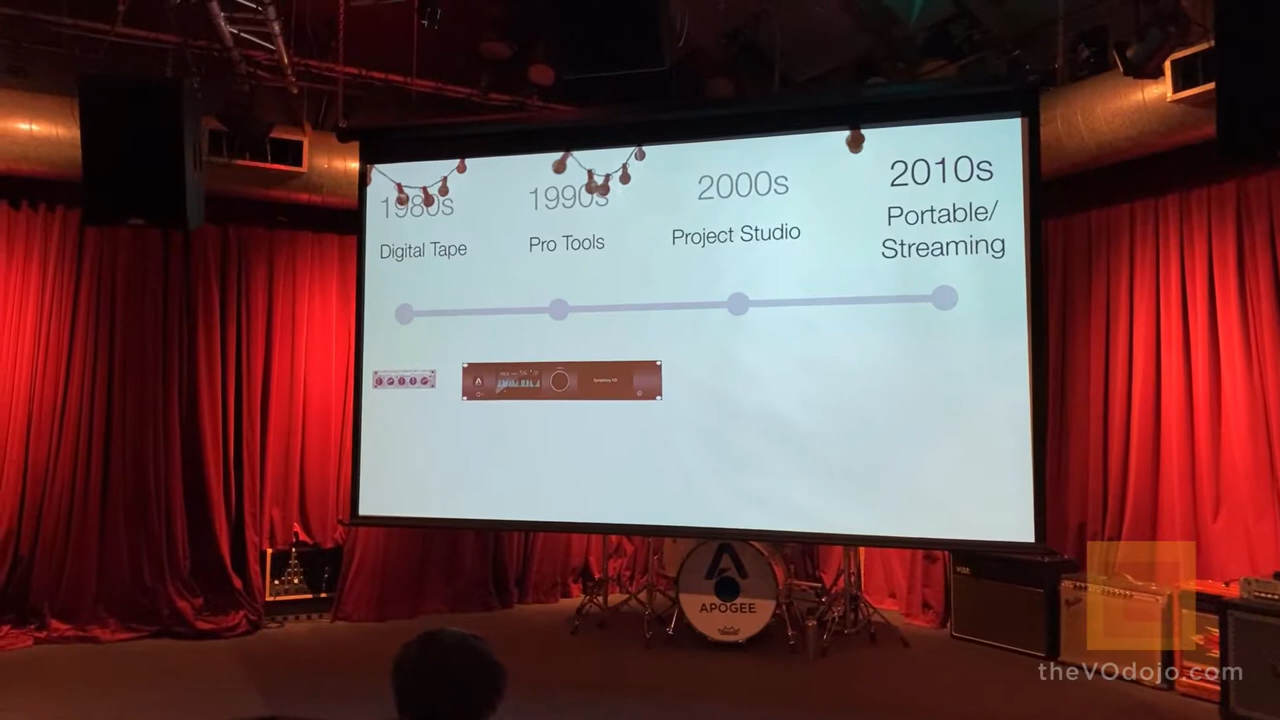 1980s
Digital Tape
1990s
Pro Tools
2000s
Project Studio
2010s
Portable/
Streaming
APOGEE
theVOdojo.com